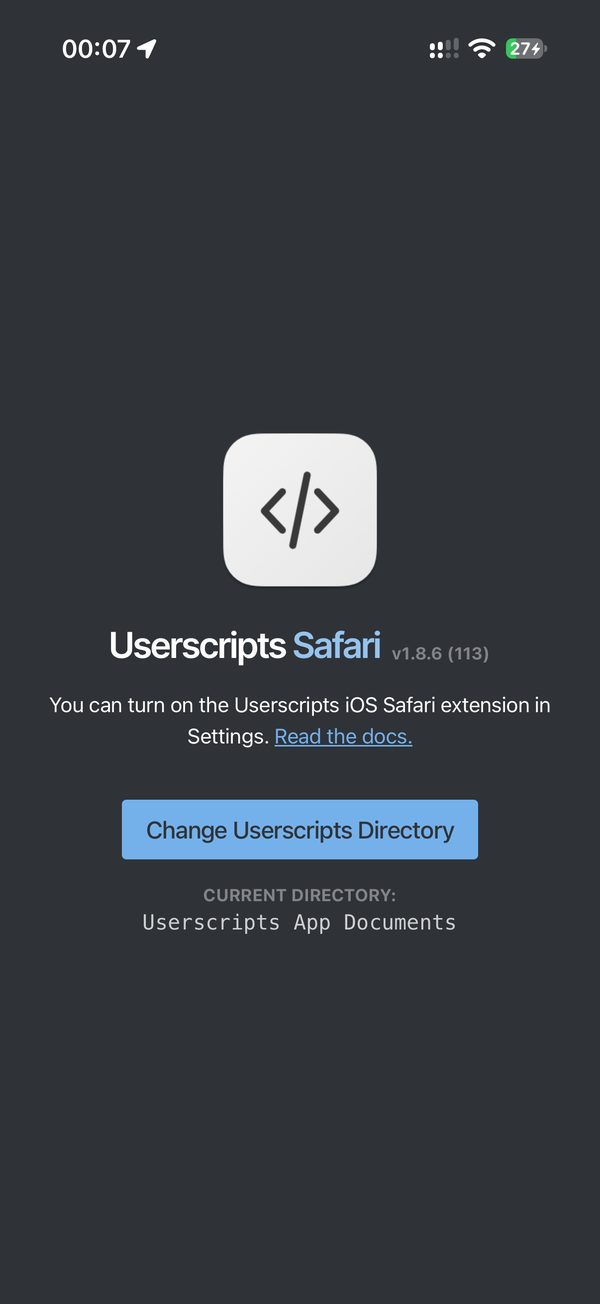 00:07
27
</>
Userscripts Safari v1.8.6 (113)
You can turn on the Userscripts iOS Safari extension in
Settings. Read the docs.
Change Userscripts Directory
CURRENT DIRECTORY:
Userscripts App Documents